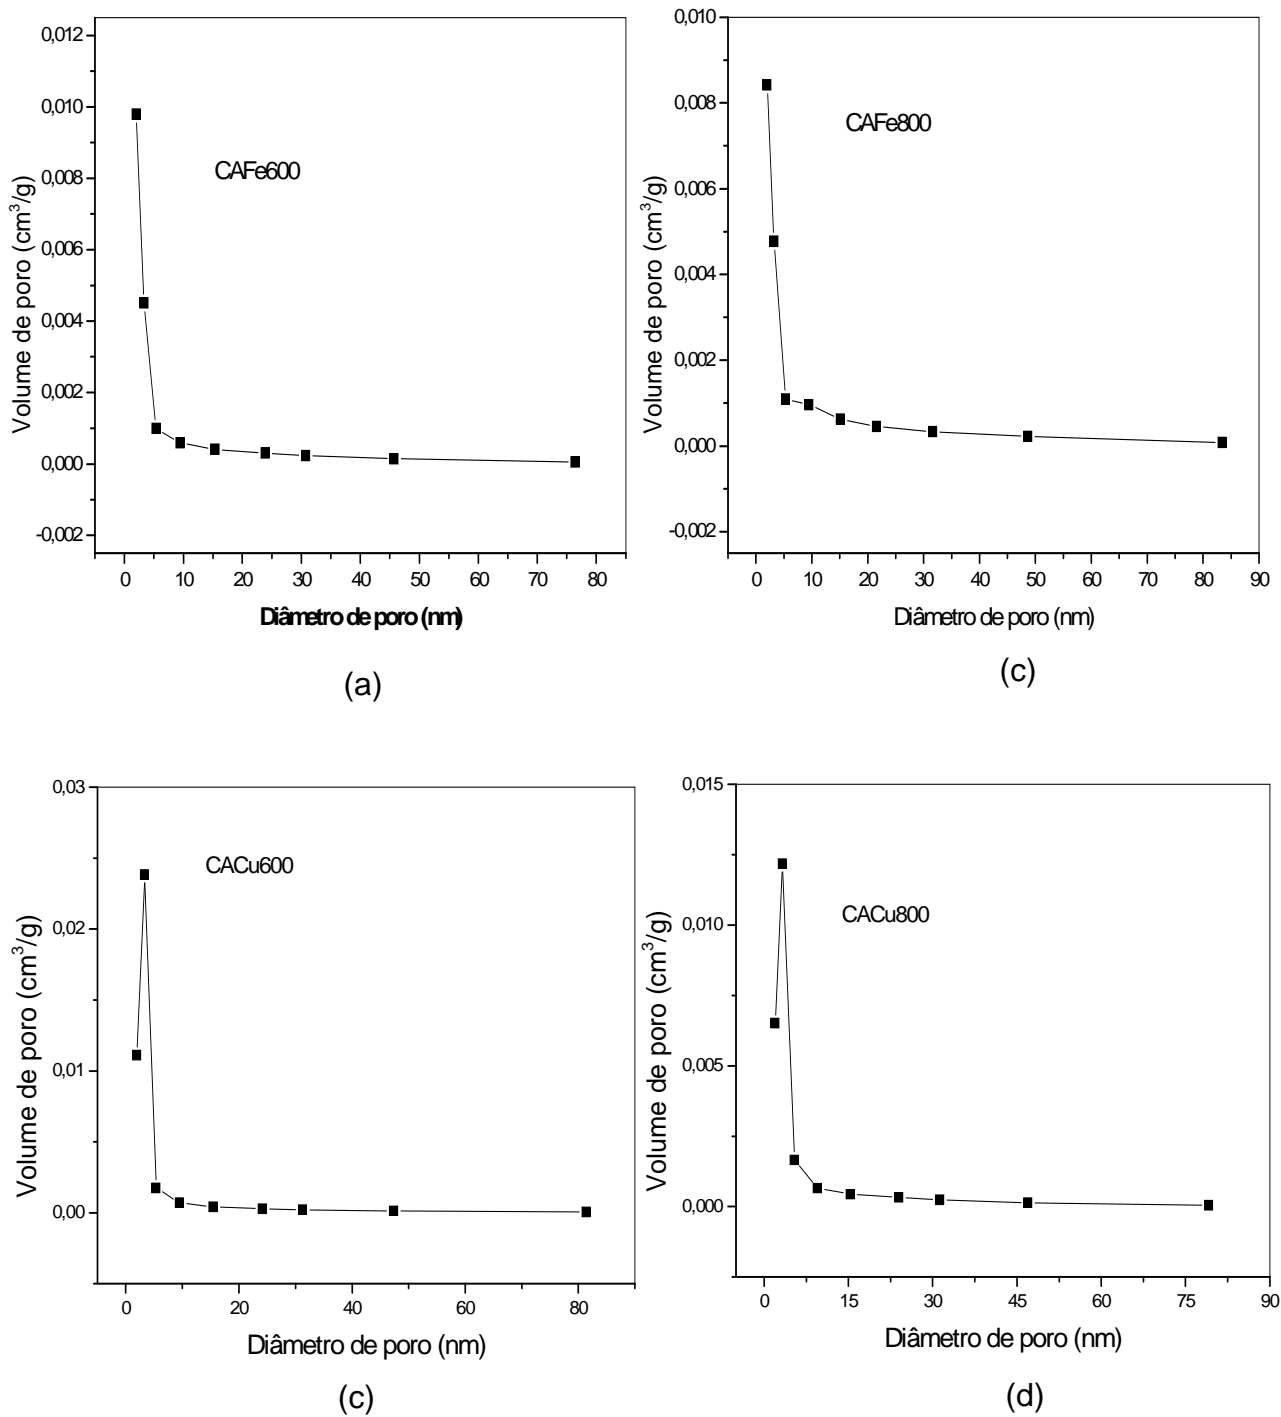 0,012
0,010
0,008
0,006
0,004
0,002
0,000
-0,002
Volume de poro (cm³/g)
CAFe600
0 10 20 30 40 50 60 70 80
Diâmetro de poro (nm)
(a)
0,010
0,008
0,006
0,004
0,002
0,000
-0,002
Volume de poro (cm³/g)
CAFe800
0 10 20 30 40 50 60 70 80 90
Diâmetro de poro (nm)
(c)
0,03
0,02
0,01
0,00
Volume de poro (cm³/g)
CACu600
0 20 40 60 80
Diâmetro de poro (nm)
(c)
0,015
0,010
0,005
0,000
Volume de poro (cm³/g)
CACu800
0 15 30 45 60 75 90
Diâmetro de poro (nm)
(d)